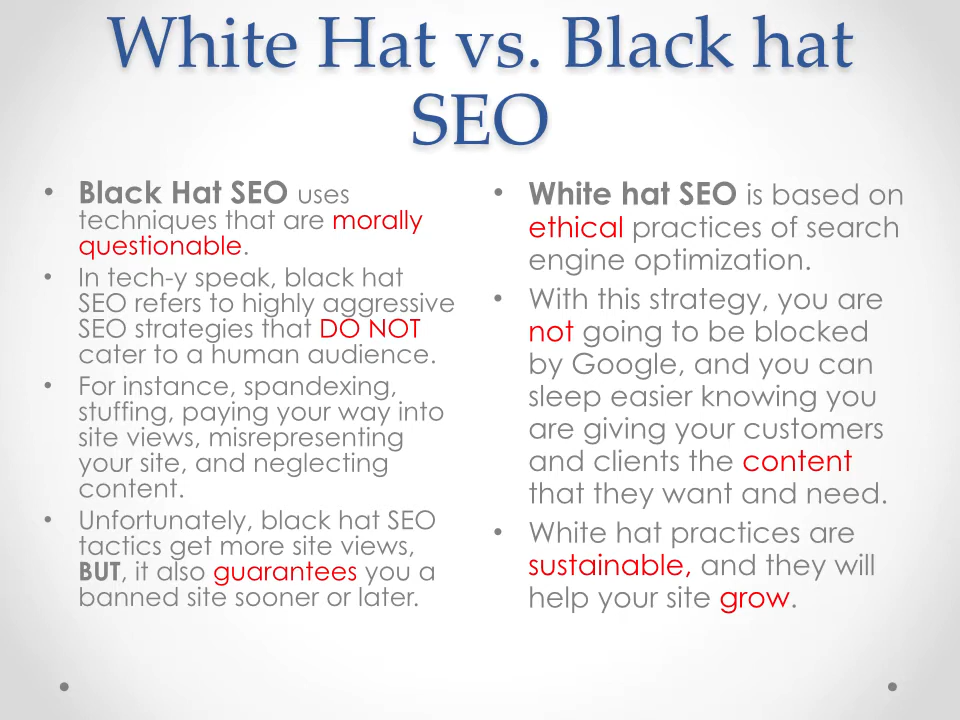 White Hat vs. Black hat
SEO
• Black Hat SEO uses
techniques that are morally
questionable.
• In tech-y speak, black hat
SEO refers to highly aggressive
SEO strategies that DO NOT
cater to a human audience.
• For instance, spandexing,
stuffing, paying your way into
site views, misrepresenting
your site, and neglecting
content.
• Unfortunately, black hat SEO
tactics get more site views,
BUT, it also guarantees you a
banned site sooner or later.
• White hat SEO is based on
ethical practices of search
engine optimization.
• With this strategy, you are
not going to be blocked
by Google, and you can
sleep easier knowing you
are giving your customers
and clients the content
that they want and need.
• White hat practices are
sustainable, and they will
help your site grow.